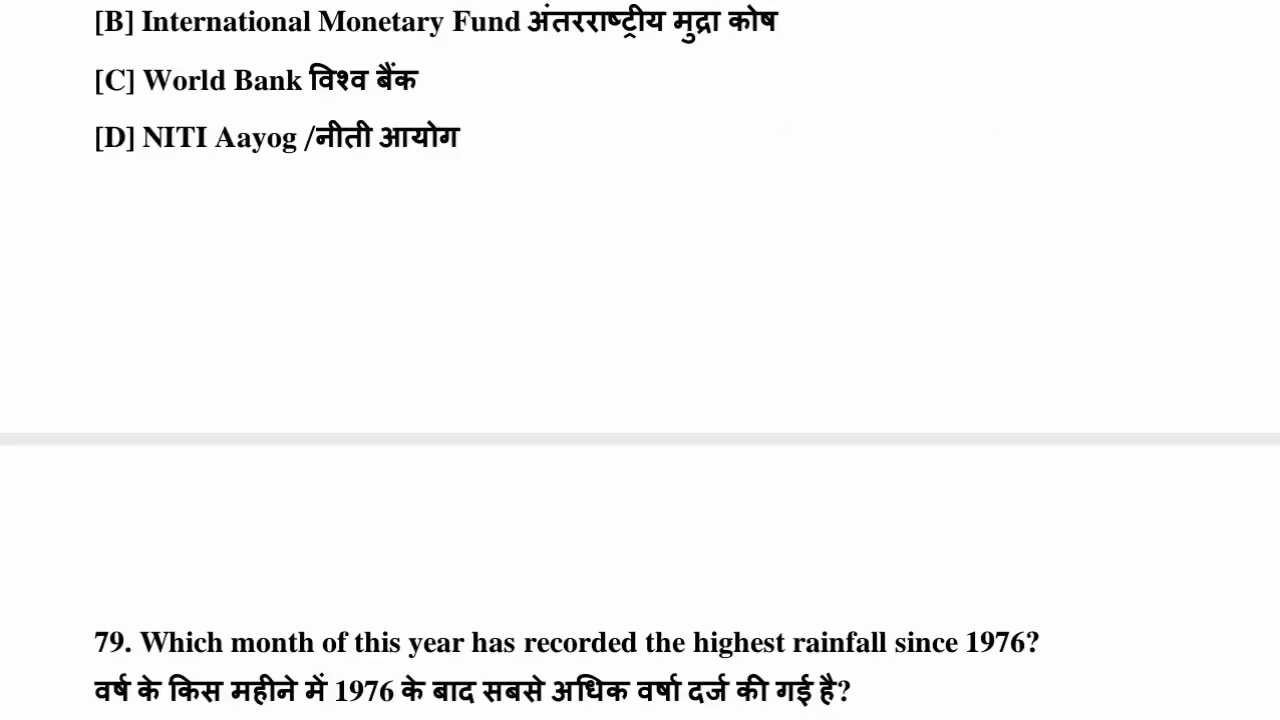 [B] International Monetary Fund अंतरराष्ट्रीय मुद्रा कोष
[C] World Bank विश्व बैंक
[D] NITI Aayog /नीती आयोग
79. Which month of this year has recorded the highest rainfall since 1976?
वर्ष के किस महीने में 1976 के बाद सबसे अधिक वर्षा दर्ज की गई है?